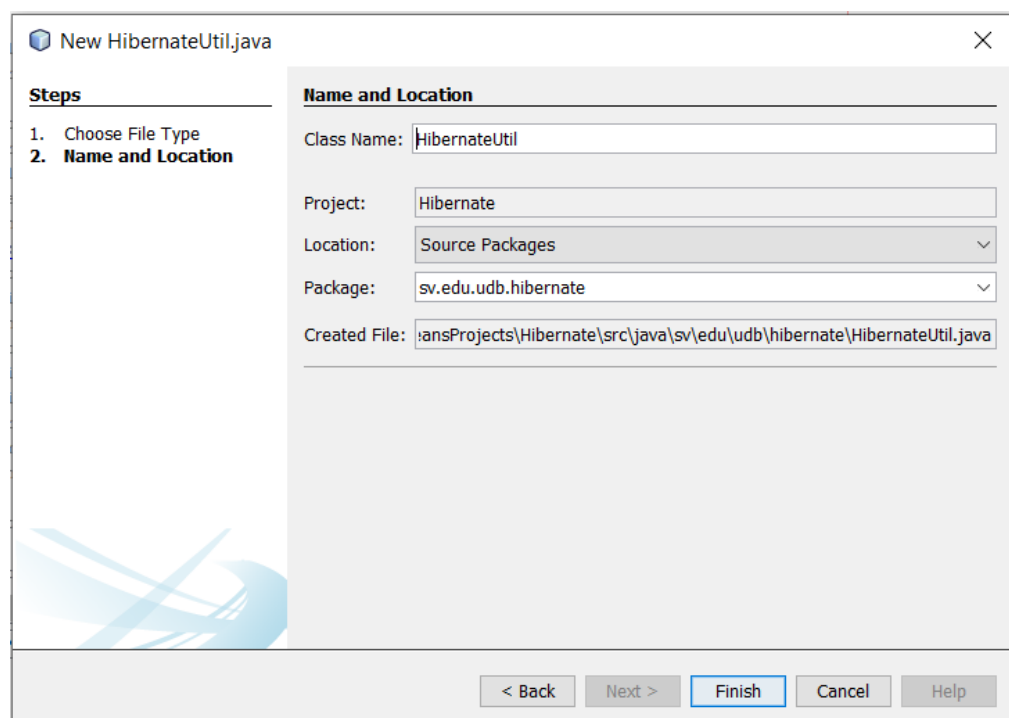 New HibernateUtil.java
Steps
1. Choose File Type
2. Name and Location
Name and Location
Class Name: HibernateUtil
Project: Hibernate
Location: Source Packages
Package: sv.edu.udb.hibernate
Created File: eansProjects\Hibernate\src\java\sv\edu\udb\hibernate\HibernateUtil.java
< Back Next > Finish Cancel Help